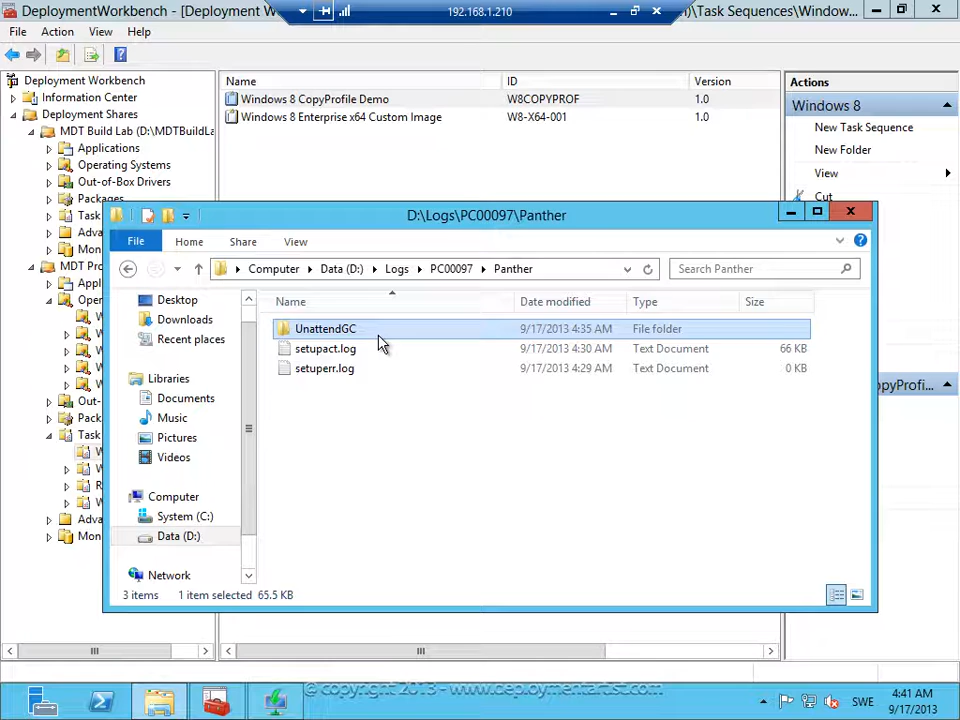 DeploymentWorkbench - [Deployment W
192.168.1.210
)\Task Sequences\Window...
File Action View Help
Deployment Workbench
Information Center
Deployment Shares
MDT Build Lab (D:\MDTBuildLa
Applications
Operating Systems
Out-of-Box Drivers
Packages
Task
Adva
Mon
MDT Pro
Appl
Oper
W
W
W
W
Out-
Pack
Task
W
W
R
W
Adva
Mon
Name ID Version
Windows 8 CopyProfile Demo W8COPYPROF 1.0
Windows 8 Enterprise x64 Custom Image W8-X64-001 1.0
Actions
Windows 8
New Task Sequence
New Folder
View
Cut
opyProfi...
D:\Logs\PC00097\Panther
File Home Share View
Computer Data (D:) Logs PC00097 Panther
Search Panther
Desktop
Downloads
Recent places
Libraries
Documents
Music
Pictures
Videos
Computer
System (C:)
Data (D:)
Network
Name Date modified Type Size
UnattendGC 9/17/2013 4:35 AM File folder
setupact.log 9/17/2013 4:30 AM Text Document 66 KB
setuperr.log 9/17/2013 4:29 AM Text Document 0 KB
3 items 1 item selected 65.5 KB
@ copyright 2013 - www.deploymentartist.com
SWE
4:41 AM
9/17/2013